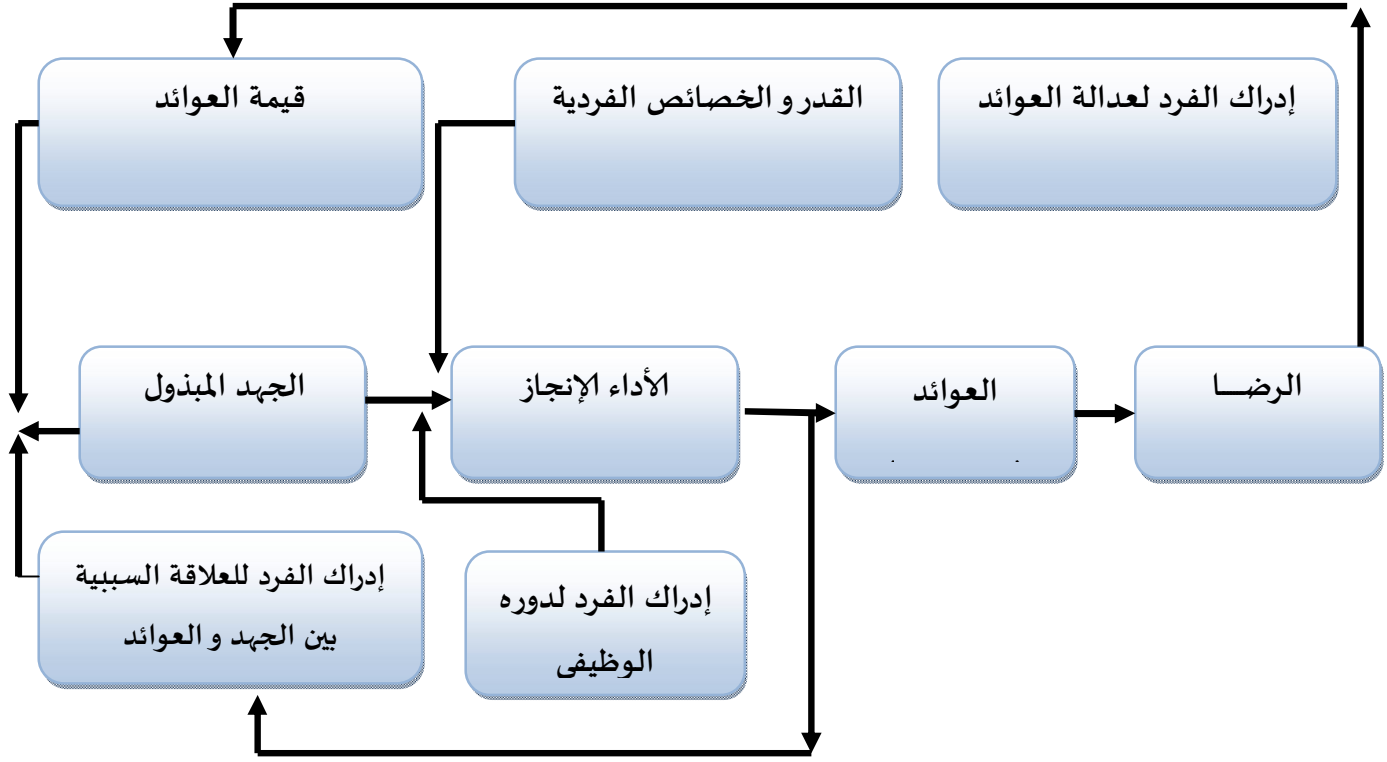 إدراك الفرد لعدالة العوائد
القدر و الخصائص الفردية
قيمة العوائد
الرضـــا
العوائد
الأداء الإنجاز
الجهد المبذول
إدراك الفرد لدوره
الوظيفي
إدراك الفرد للعلاقة السببية
بين الجهد و العوائد